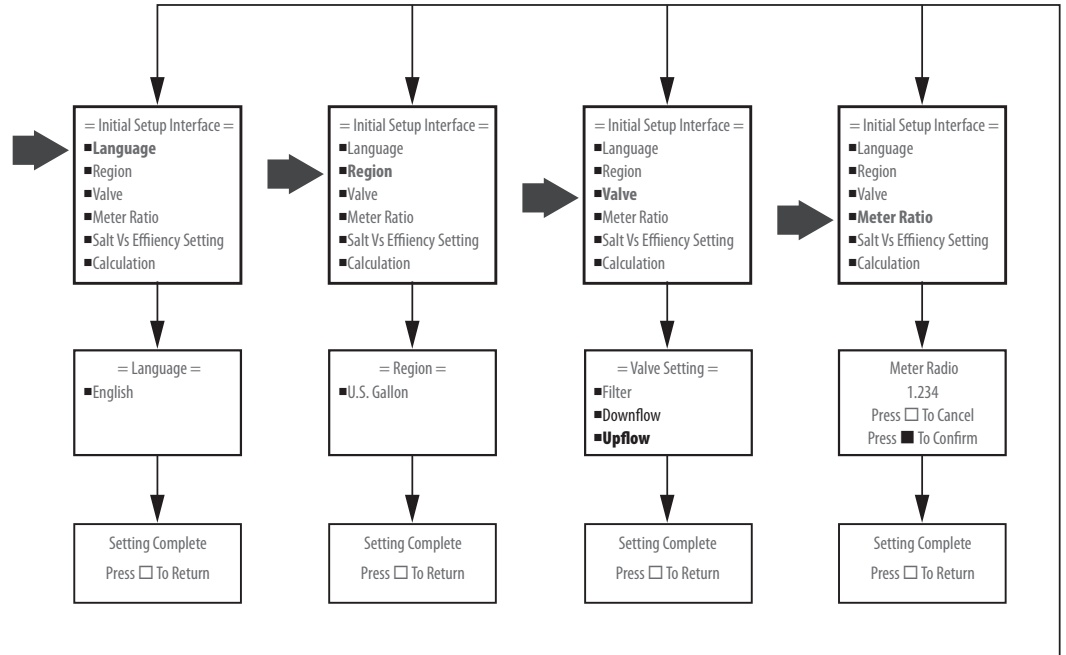 = Initial Setup Interface =
■Language
■Region
■Valve
■Meter Ratio
■Salt Vs Effiiency Setting
■Calculation
= Initial Setup Interface =
■Language
■Region
■Valve
■Meter Ratio
■Salt Vs Effiiency Setting
■Calculation
= Initial Setup Interface =
■Language
■Region
■Valve
■Meter Ratio
■Salt Vs Effiiency Setting
■Calculation
= Initial Setup Interface =
■Language
■Region
■Valve
■Meter Ratio
■Salt Vs Effiiency Setting
■Calculation
= Language =
■English
= Region =
■U.S. Gallon
= Valve Setting =
■Filter
■Downflow
■Upflow
Meter Radio
1.234
Press □ To Cancel
Press ■ To Confirm
Setting Complete
Press □ To Return
Setting Complete
Press □ To Return
Setting Complete
Press □ To Return
Setting Complete
Press □ To Return